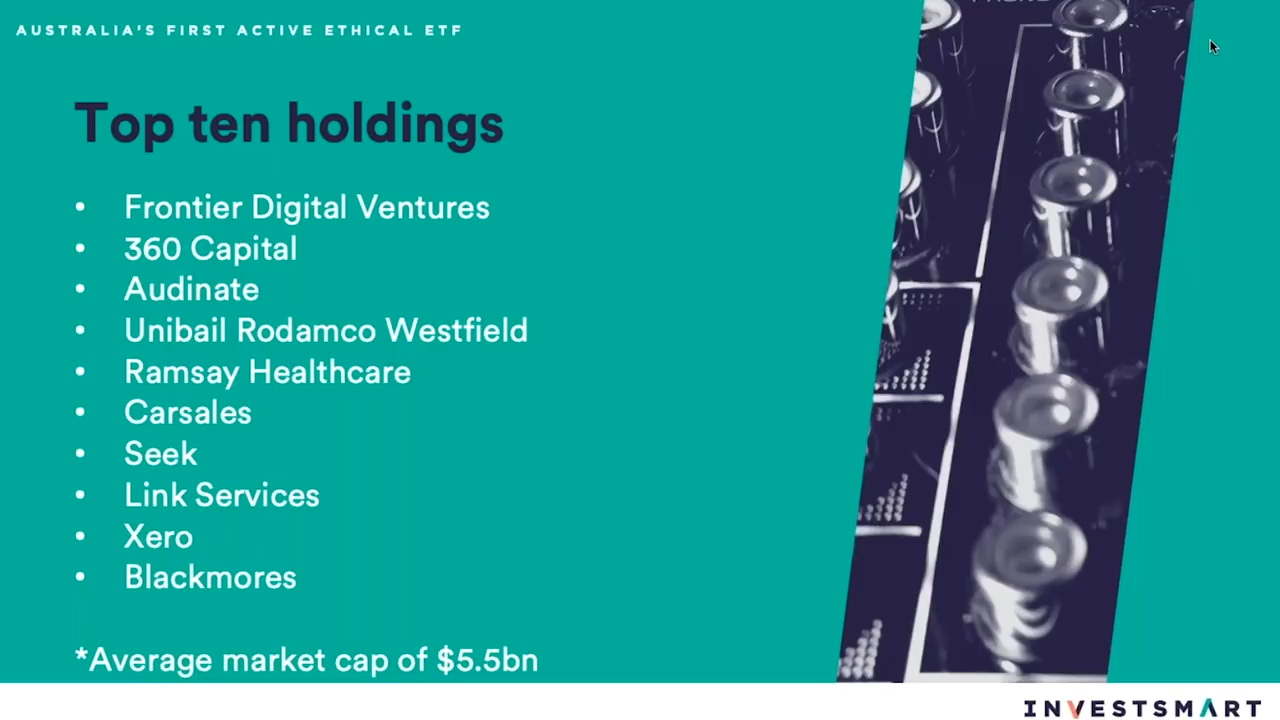 AUSTRALIA'S FIRST ACTIVE ETHICAL ETF
Top ten holdings
• Frontier Digital Ventures
• 360 Capital
• Audinate
• Unibail Rodamco Westfield
• Ramsay Healthcare
• Carsales
• Seek
• Link Services
• Xero
• Blackmores
*Average market cap of $5.5bn
INVESTSMART